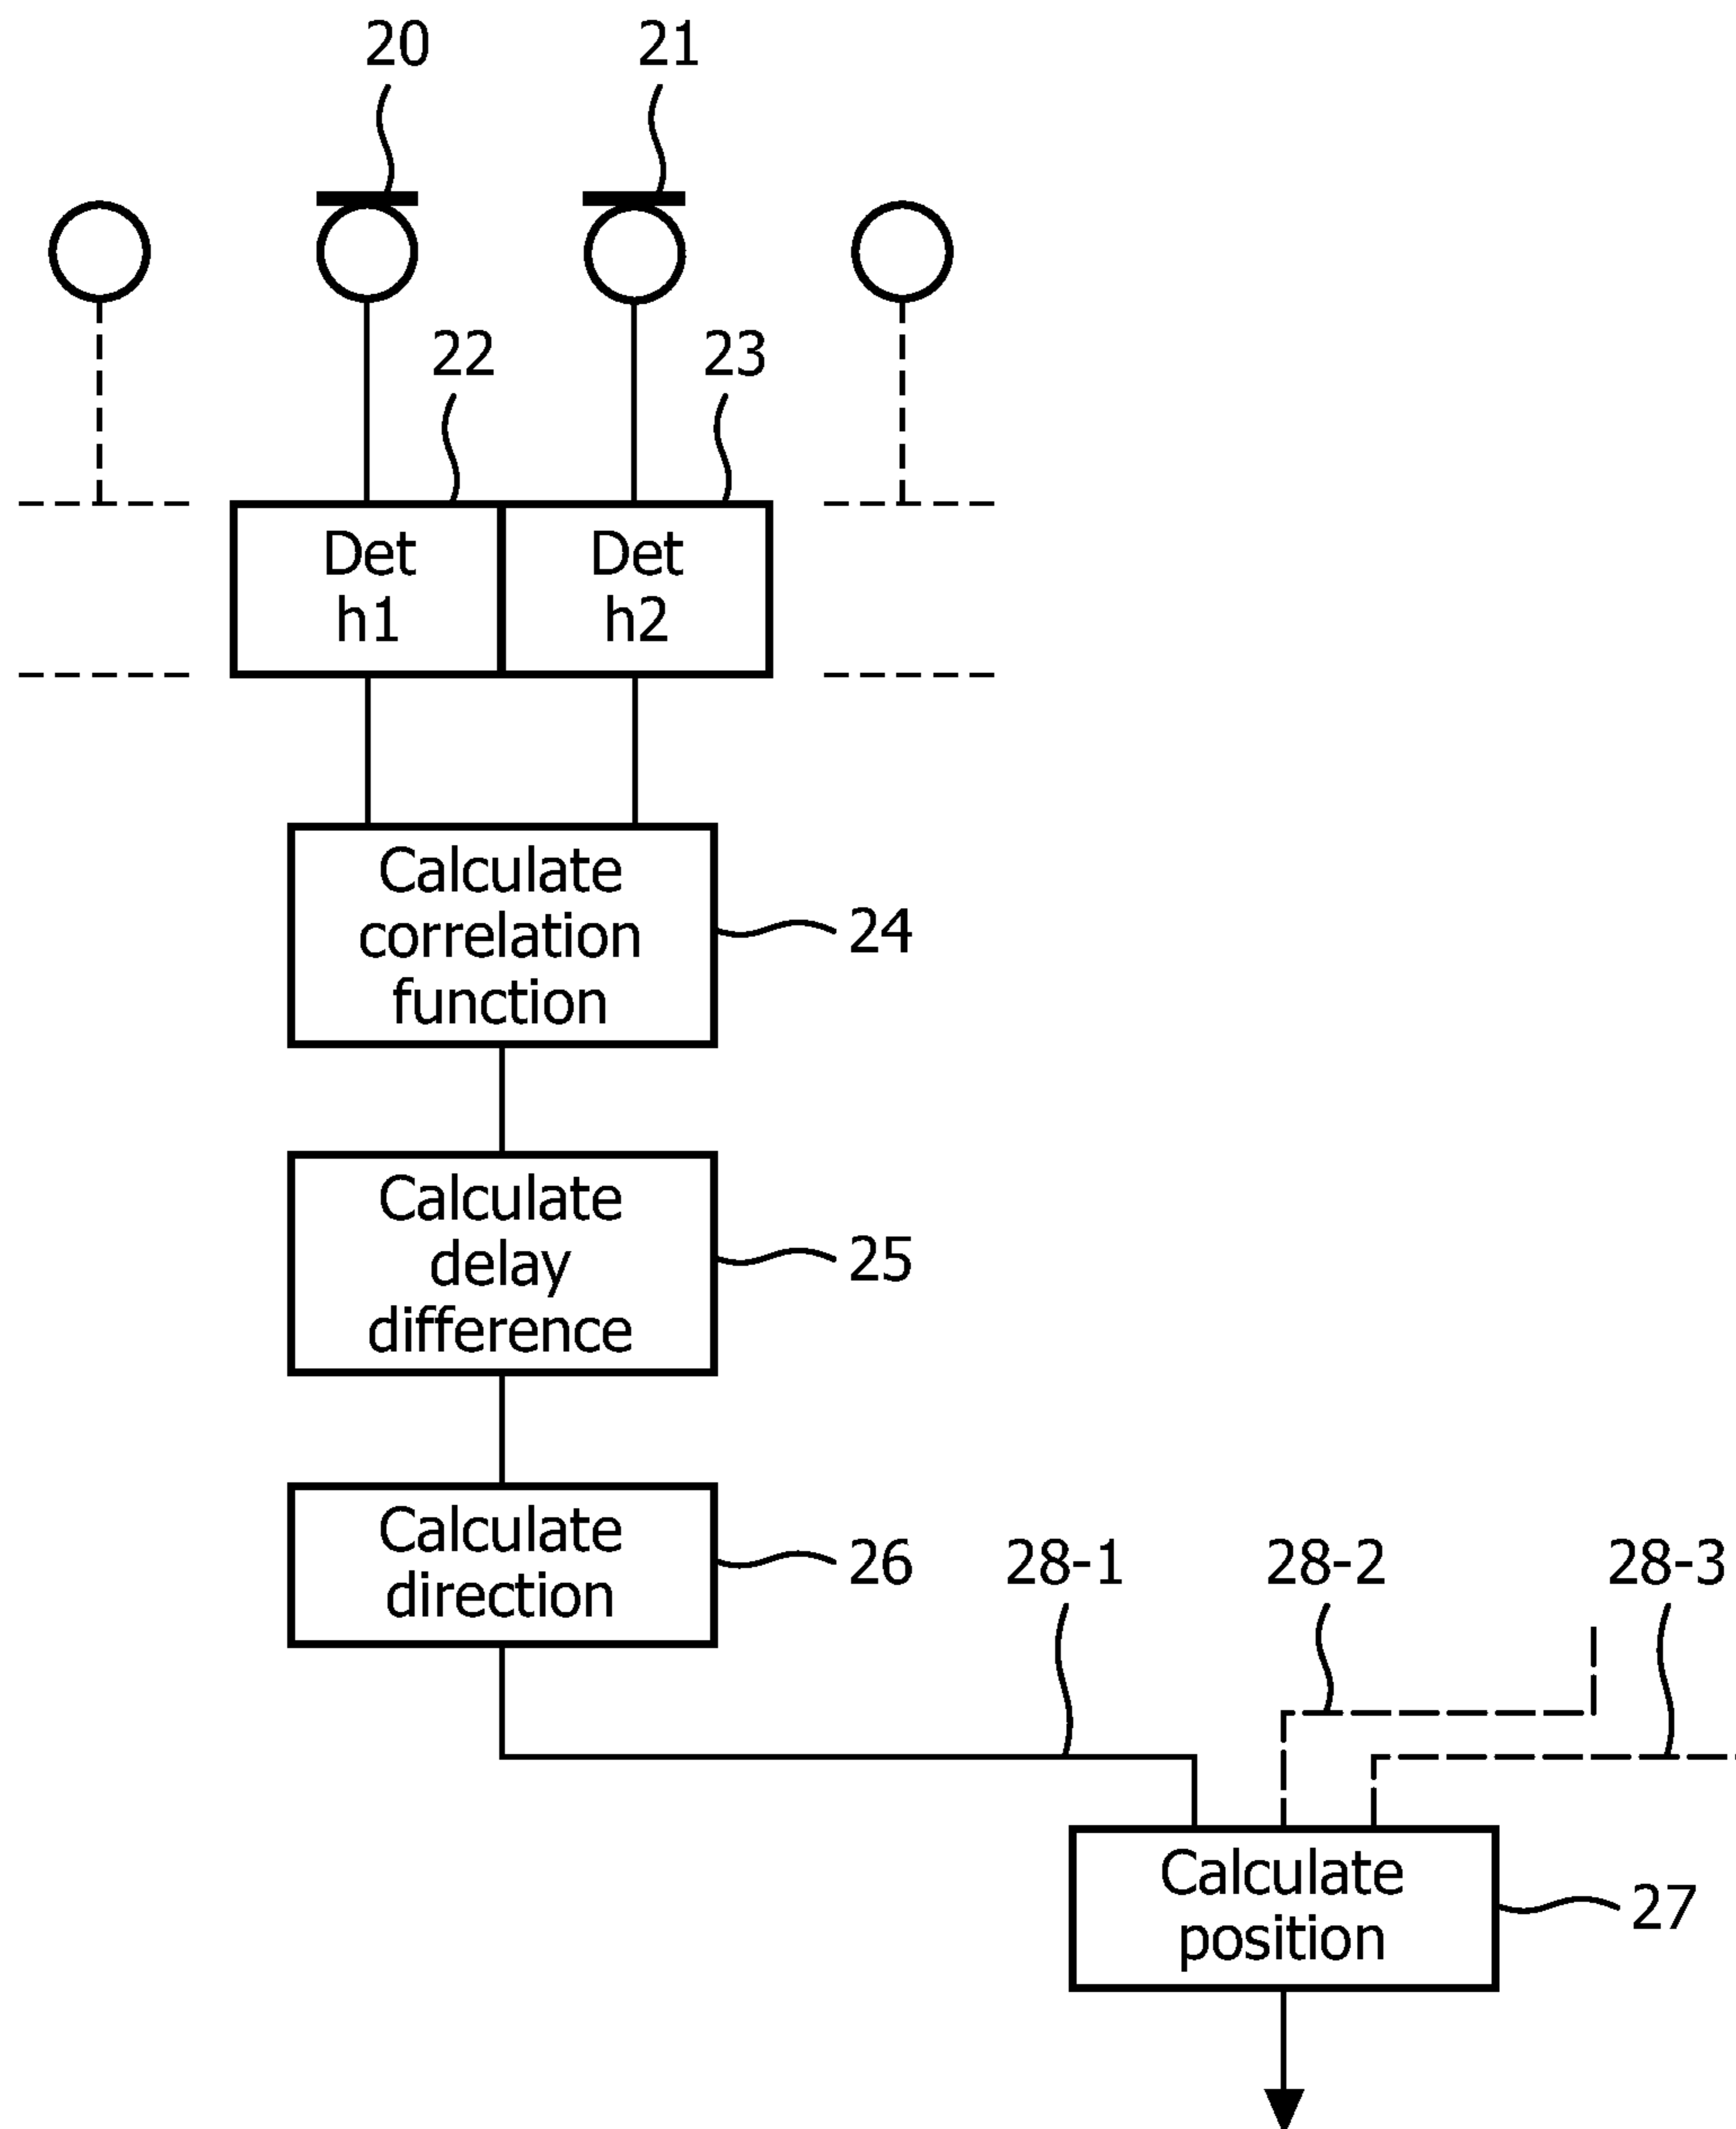 20
21
22
23
Det
h1
Det
h2
Calculate
correlation
function
24
Calculate
delay
difference
25
Calculate
direction
26
28-1
28-2
28-3
Calculate
position
27